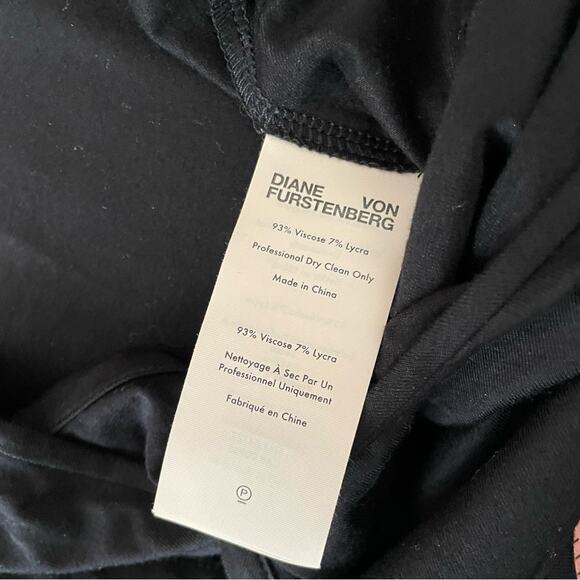 DIANE VON
FURSTENBERG
93% Viscose 7% Lycra
Professional Dry Clean Only
Made in China
93% Viscose 7% Lycra
Nettoyage À Sec Par Un
Professionel Uniquement
Fabriqué en Chine
P